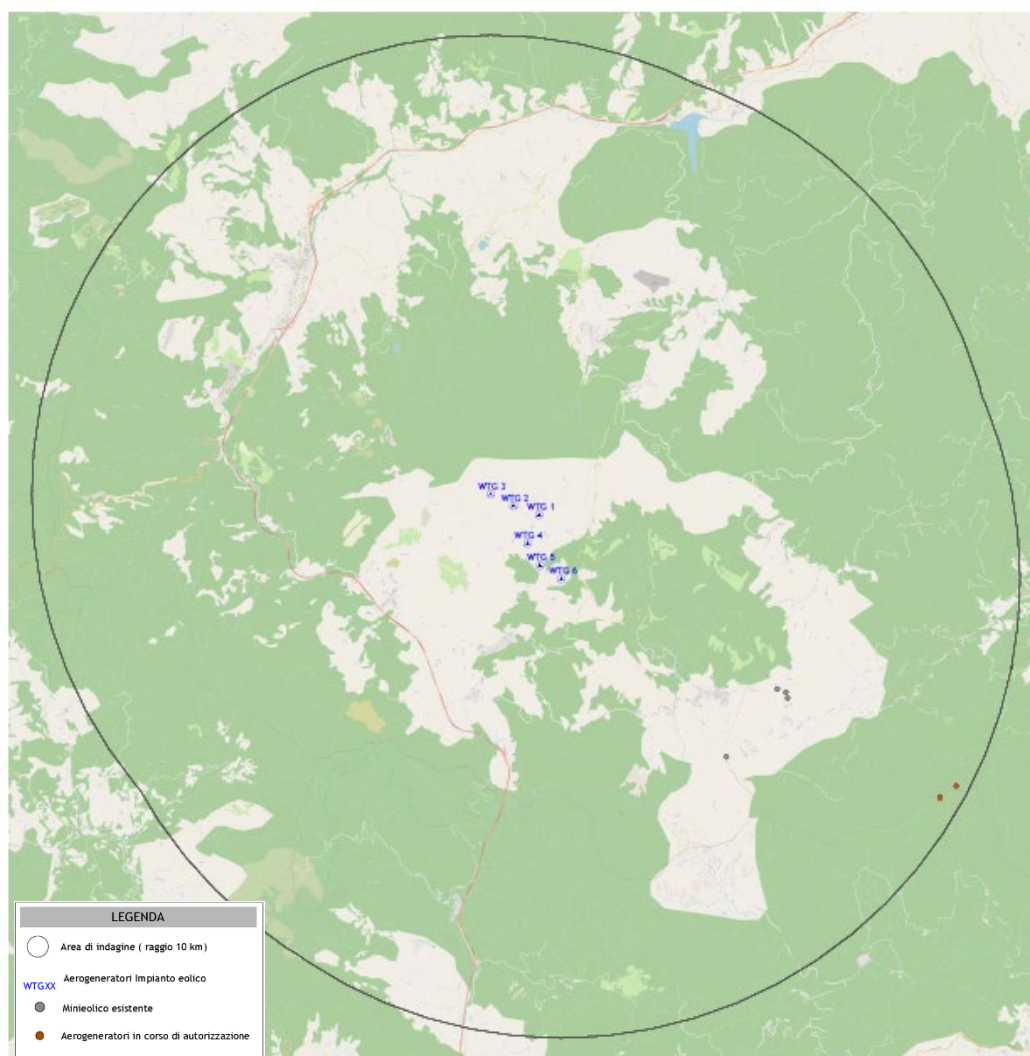 WTG 3
WTG 2
WTG 1
WTG 4
WTG 5
WTG 6
LEGENDA
Area di indagine ( raggio 10 km)
WTGXX Aerogeneratori Impianto eolico
Minieolico esistente
Aerogeneratori in corso di autorizzazione